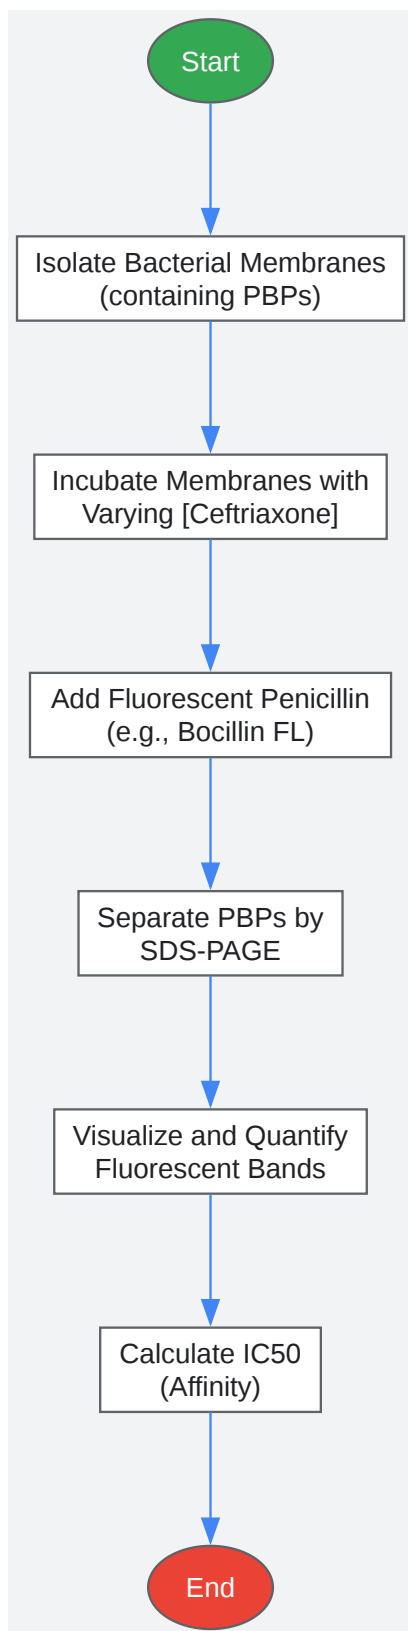 Start
Isolate Bacterial Membranes
(containing PBPs)
Incubate Membranes with
Varying [Ceftriaxone]
Add Fluorescent Penicillin
(e.g., Bocillin FL)
Separate PBPs by
SDS-PAGE
Visualize and Quantify
Fluorescent Bands
Calculate IC50
(Affinity)
End